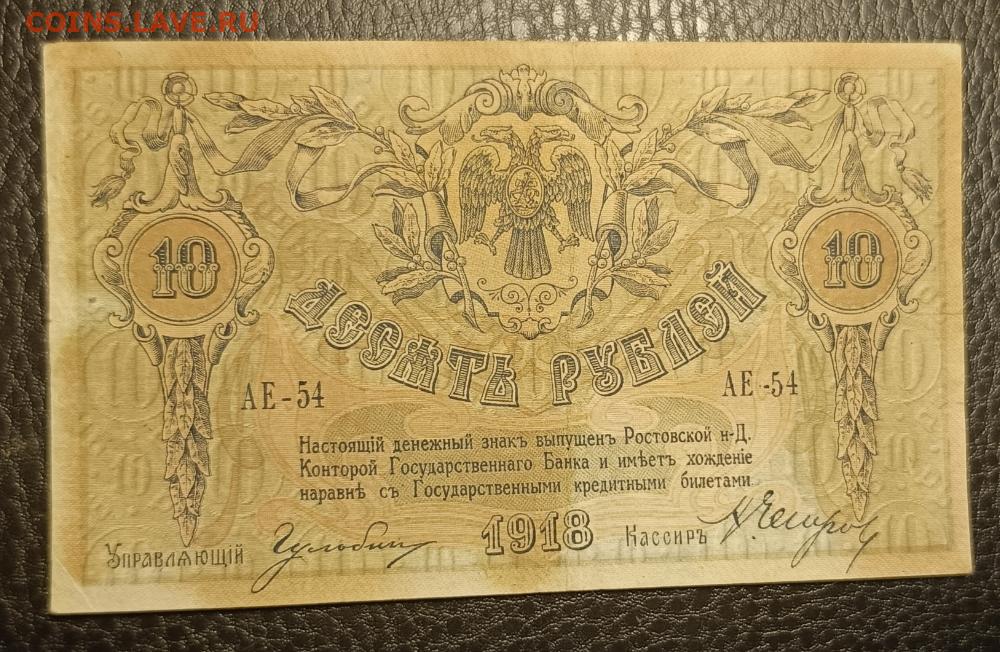 COINS.LAVE.RU
10 10
ДЕСѦТЬ РУБЛЕЙ
АЕ-54 АЕ-54
Настоящій денежный знакъ выпущенъ Ростовской н-Д.
Конторой Государственнаго Банка и имѣетъ хожденіе
наравнѣ съ Государственными кредитными билетами.
1918
Управляющій Кассиръ